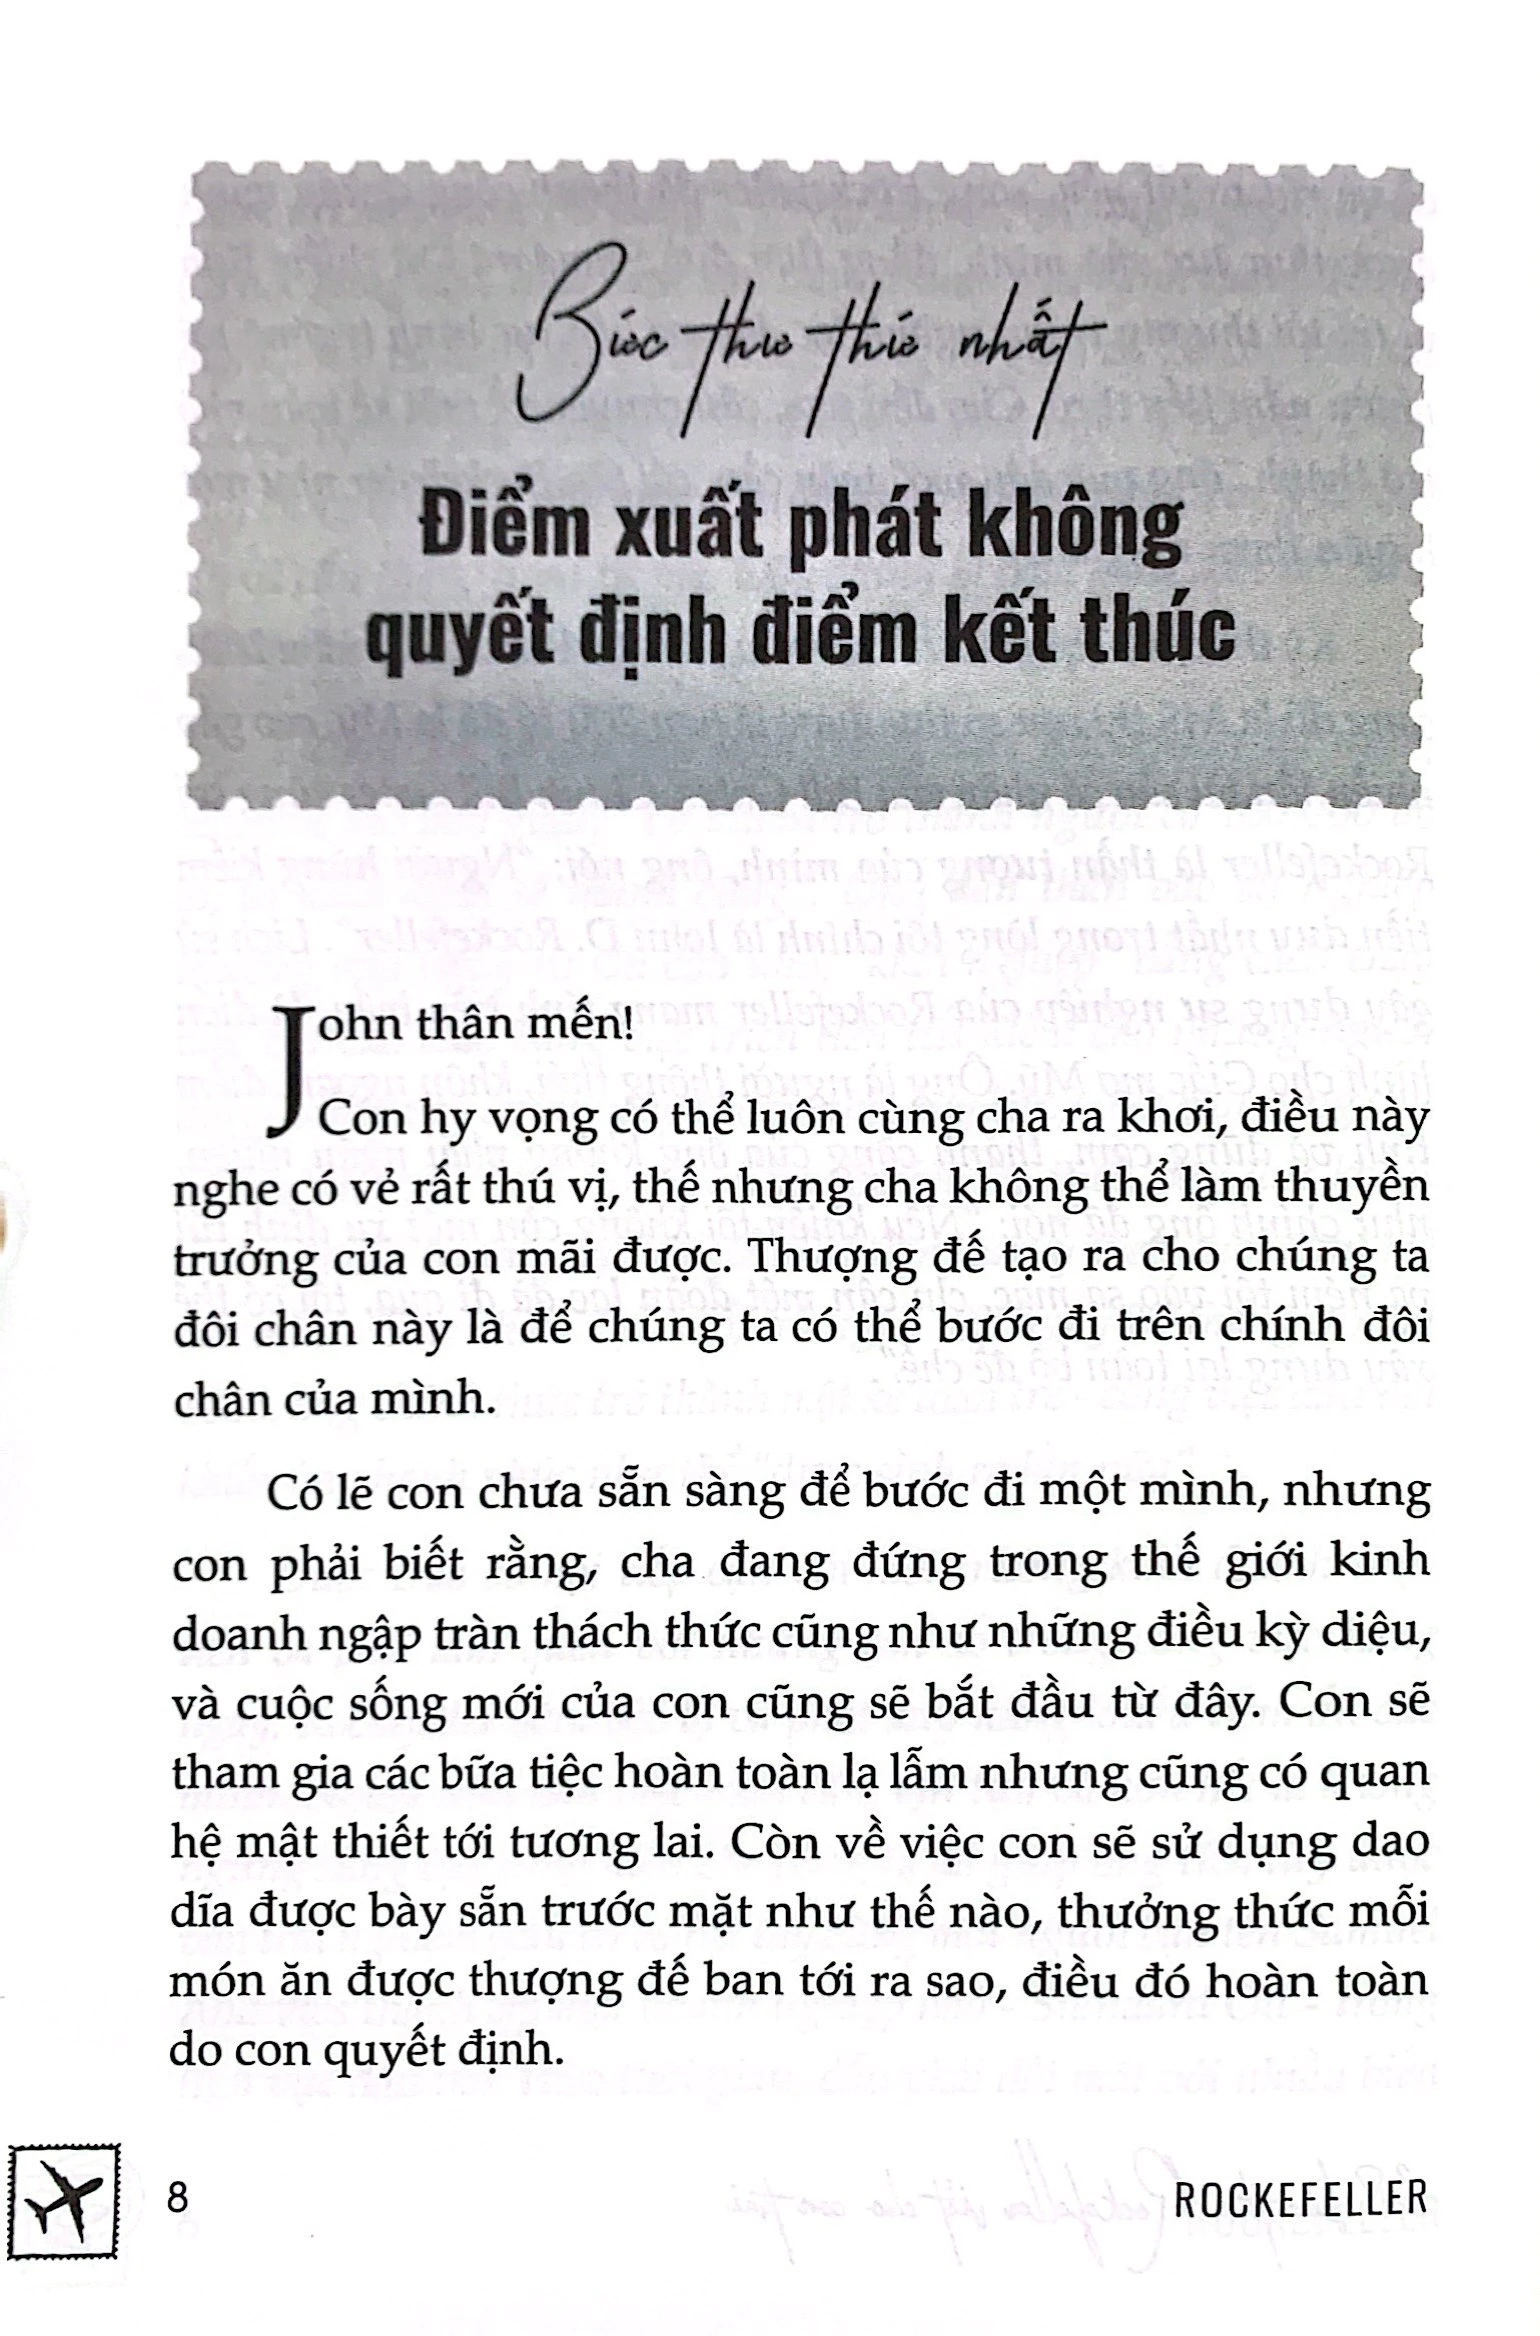 Bức thư thứ nhất
Điểm xuất phát không
quyết định điểm kết thúc
John thân mến!
Con hy vọng có thể luôn cùng cha ra khơi, điều này
nghe có vẻ rất thú vị, thế nhưng cha không thể làm thuyền
trưởng của con mãi được. Thượng đế tạo ra cho chúng ta
đôi chân này là để chúng ta có thể bước đi trên chính đôi
chân của mình.
Có lẽ con chưa sẵn sàng để bước đi một mình, nhưng
con phải biết rằng, cha đang đứng trong thế giới kinh
doanh ngập tràn thách thức cũng như những điều kỳ diệu,
và cuộc sống mới của con cũng sẽ bắt đầu từ đây. Con sẽ
tham gia các bữa tiệc hoàn toàn lạ lẫm nhưng cũng có quan
hệ mật thiết tới tương lai. Còn về việc con sẽ sử dụng dao
dĩa được bày sẵn trước mặt như thế nào, thưởng thức mỗi
món ăn được thượng đế ban tới ra sao, điều đó hoàn toàn
do con quyết định.
8
ROCKEFELLER